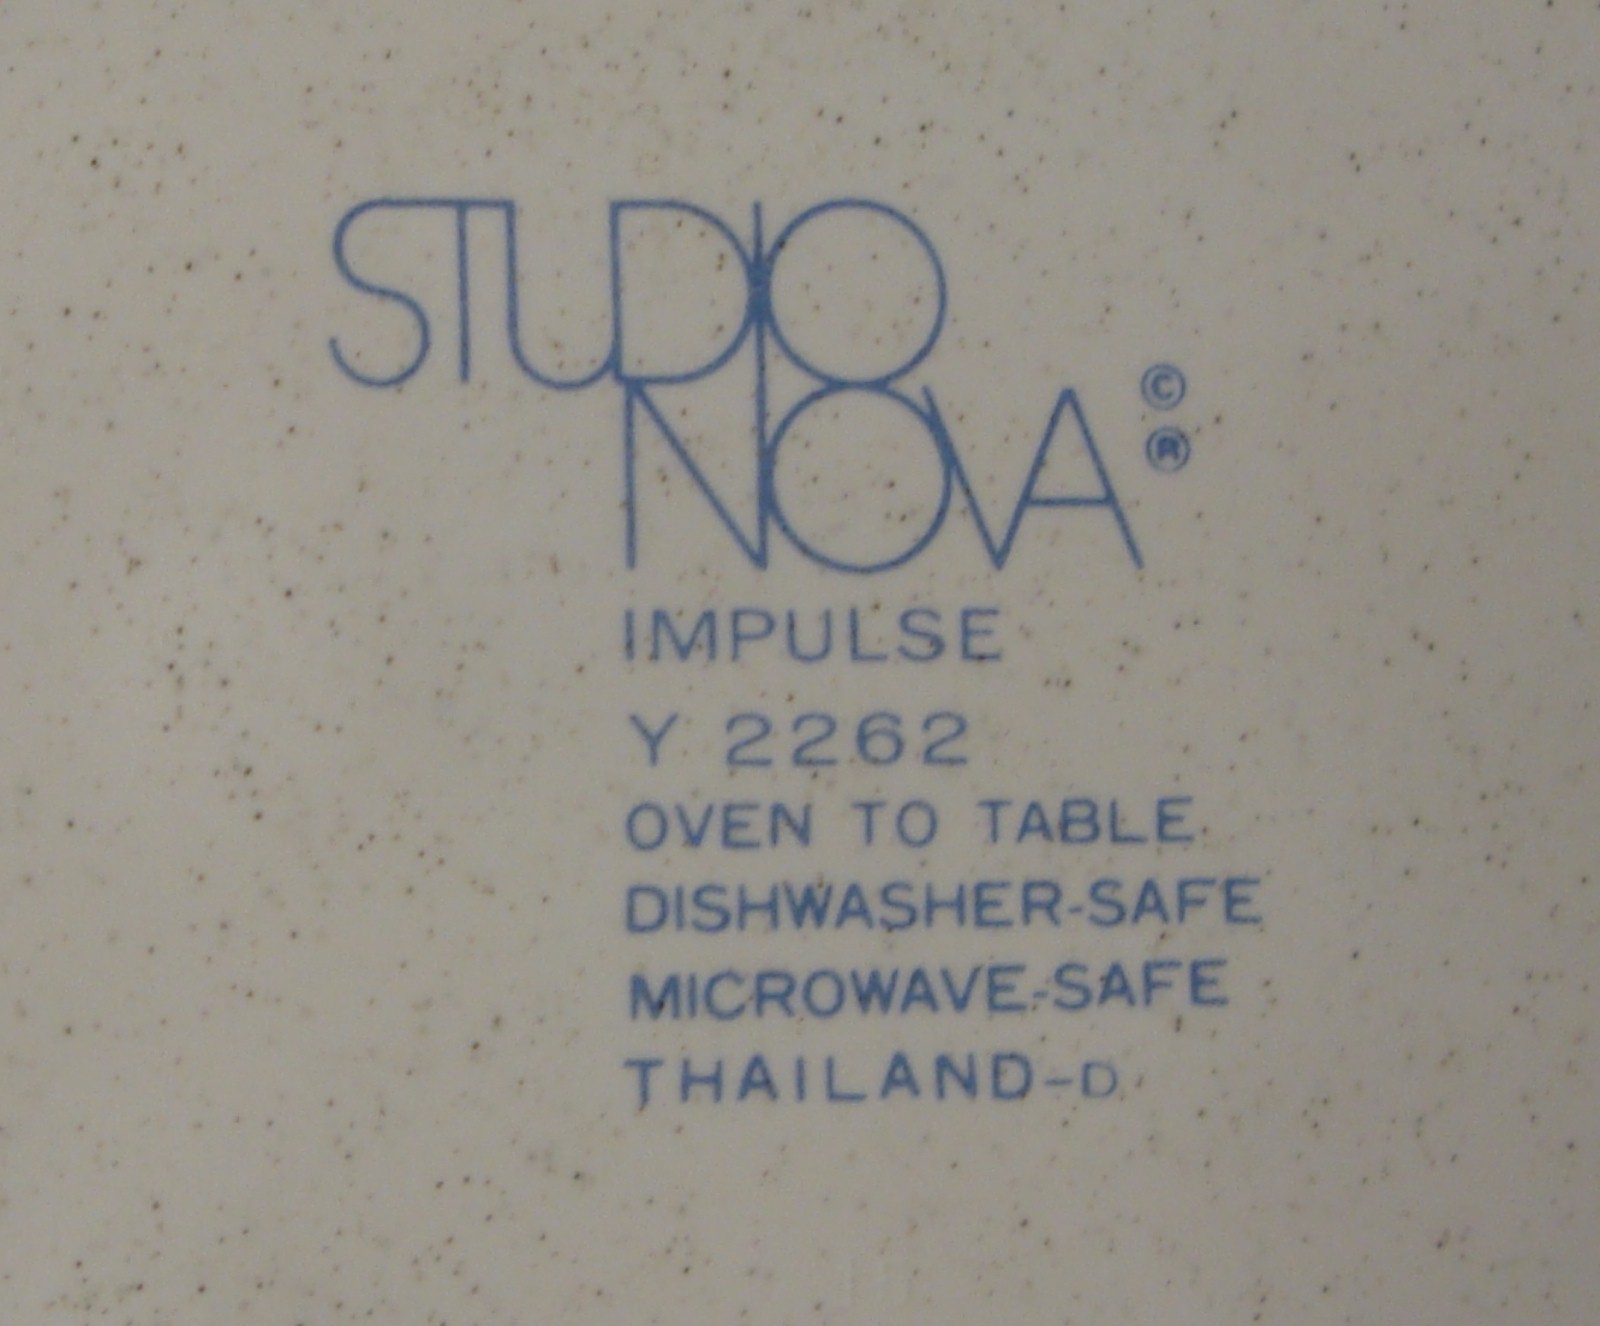 STUDIO
NOVA © ®
IMPULSE
Y 2262
OVEN TO TABLE
DISHWASHER-SAFE
MICROWAVE-SAFE
THAILAND-D